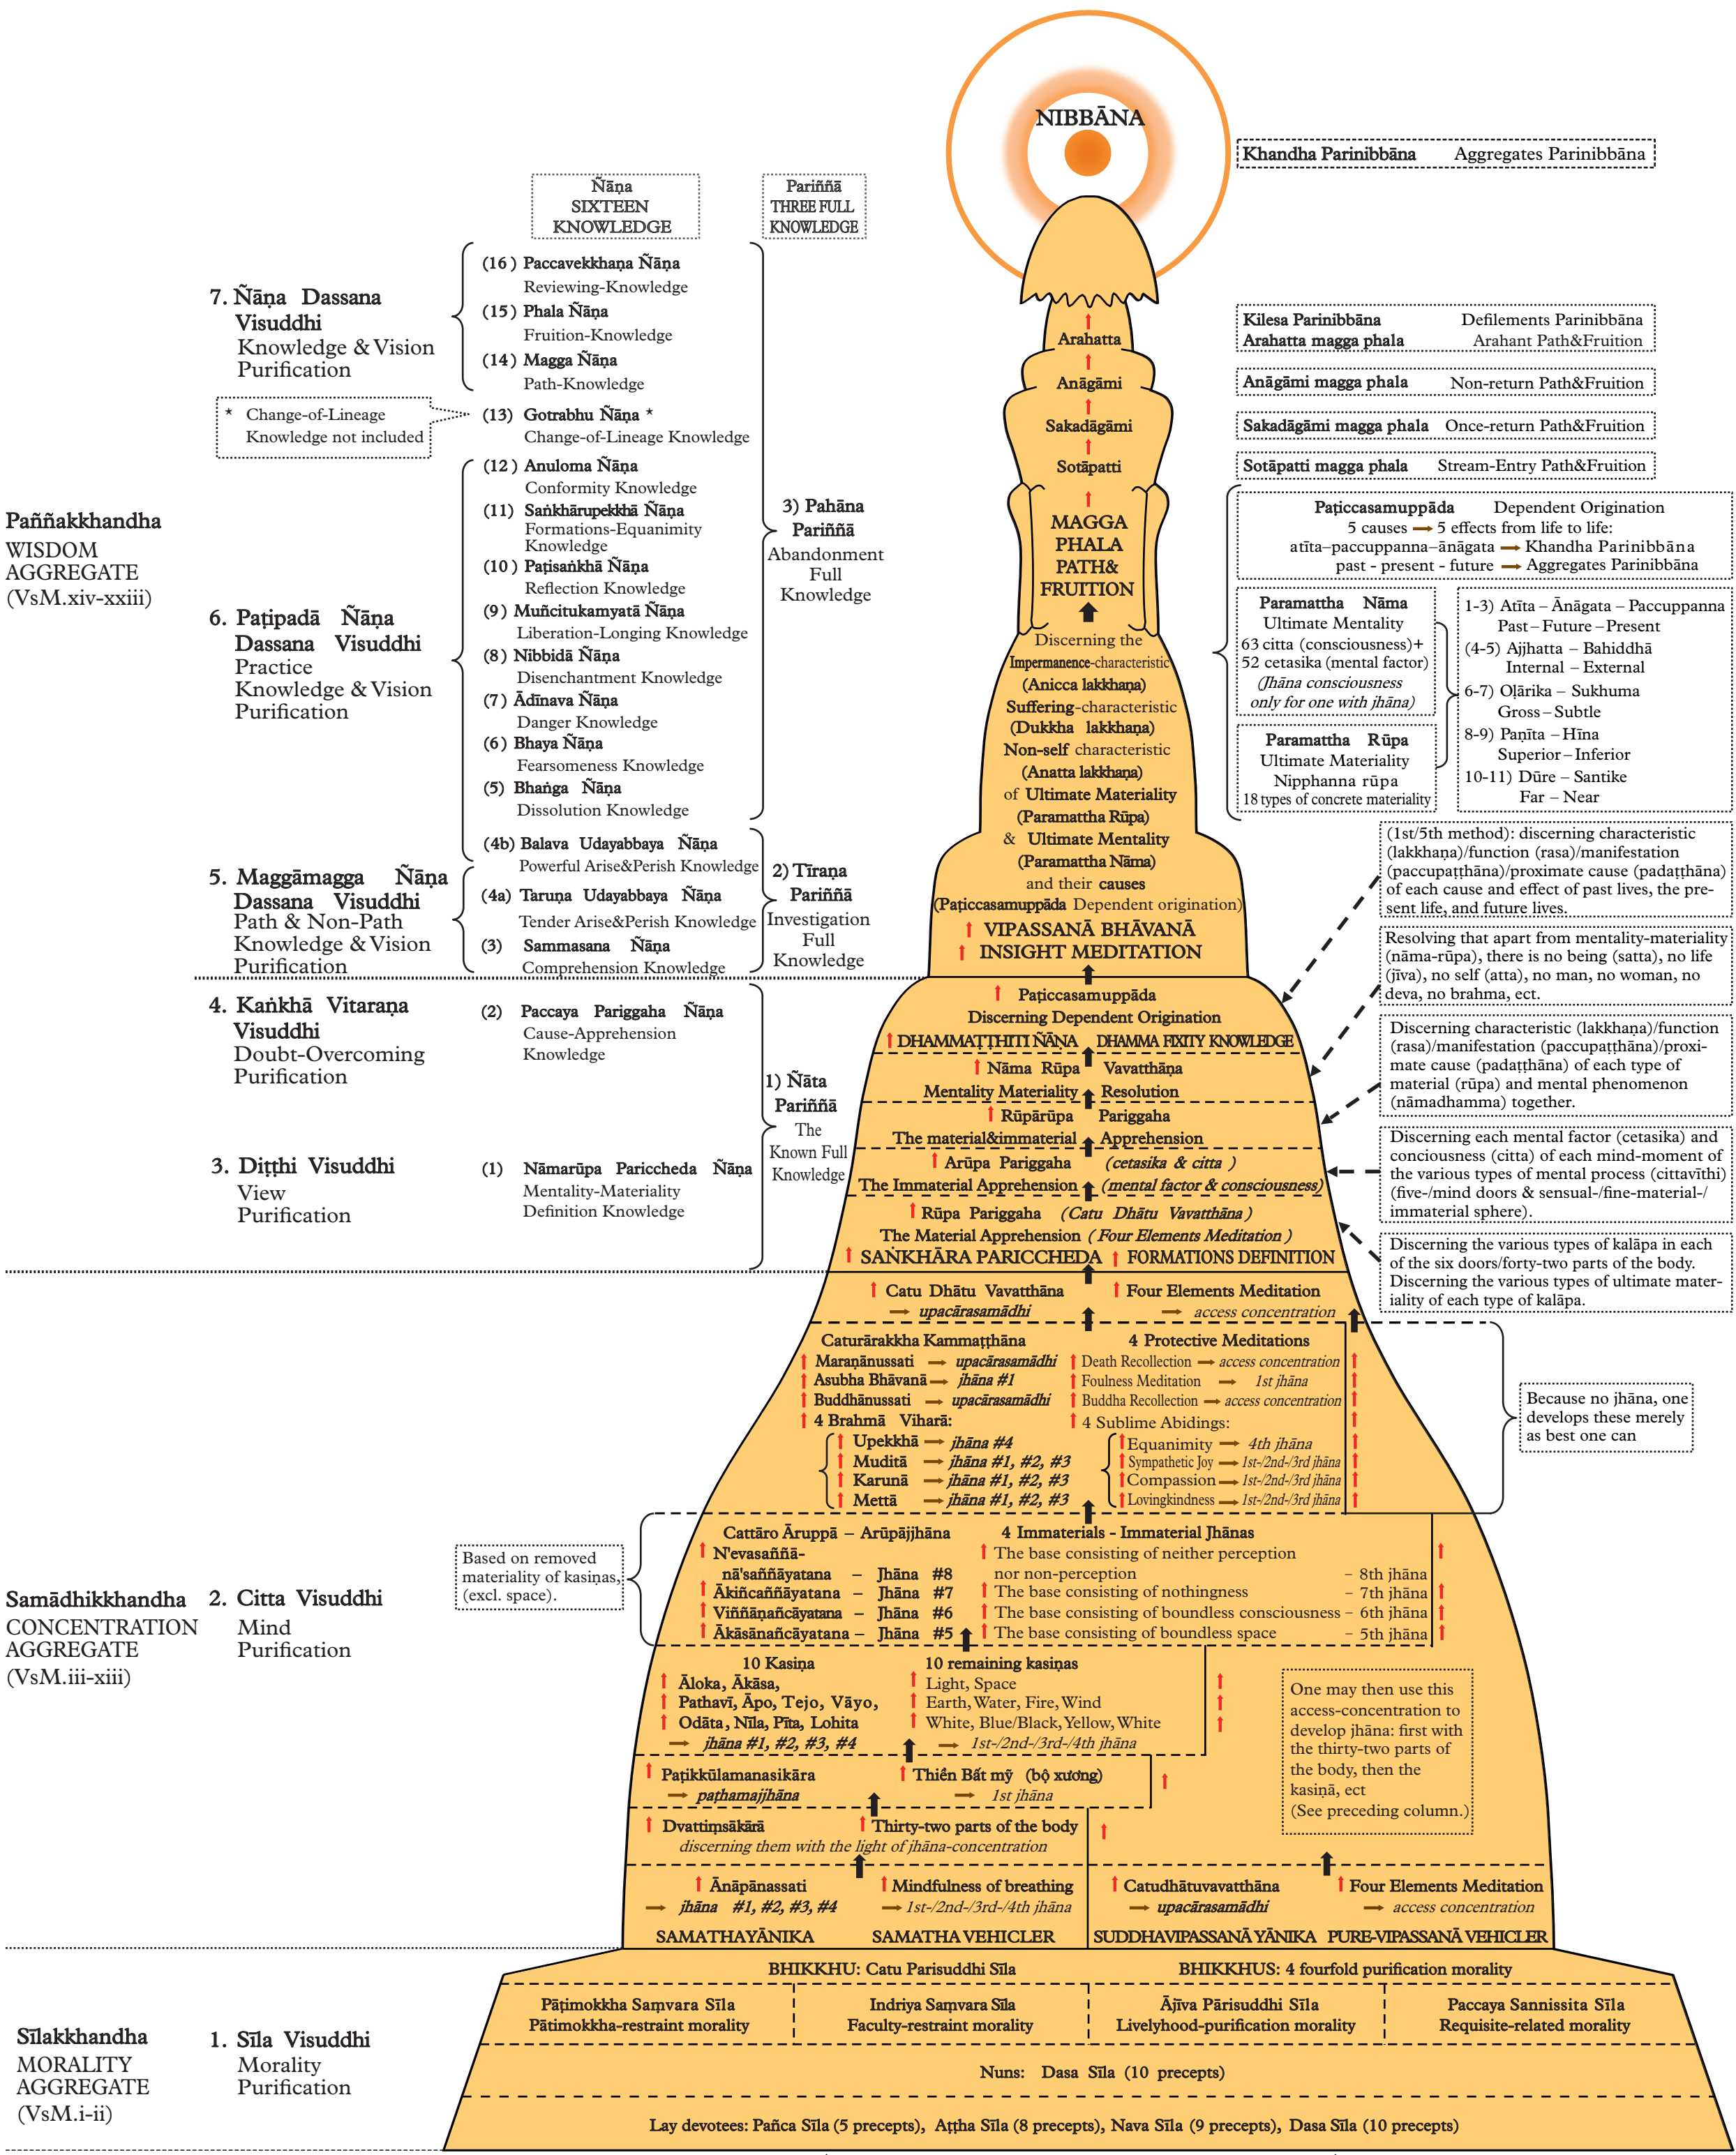 NIBBĀNA
Khandha Parinibbāna Aggregates Parinibbāna
Ñāṇa
SIXTEEN
KNOWLEDGE
Pariññā
THREE FULL
KNOWLEDGE
(16) Paccavekkhaṇa Ñāṇa
Reviewing-Knowledge
(15) Phala Ñāṇa
Fruition-Knowledge
(14) Magga Ñāṇa
Path-Knowledge
7. Ñāṇa Dassana
Visuddhi
Knowledge & Vision
Purification
* Change-of-Lineage
Knowledge not included
(13) Gotrabhu Ñāṇa *
Change-of-Lineage Knowledge
(12) Anuloma Ñāṇa
Conformity Knowledge
(11) Saṅkhārupekkhā Ñāṇa
Formations-Equanimity
Knowledge
(10) Paṭisaṅkhā Ñāṇa
Reflection Knowledge
(9) Muñcitukamyatā Ñāṇa
Liberation-Longing Knowledge
(8) Nibbidā Ñāṇa
Disenchantment Knowledge
(7) Ādīnava Ñāṇa
Danger Knowledge
(6) Bhaya Ñāṇa
Fearsomeness Knowledge
(5) Bhaṅga Ñāṇa
Dissolution Knowledge
(4b) Balava Udayabbaya Ñāṇa
Powerful Arise&Perish Knowledge
(4a) Taruṇa Udayabbaya Ñāṇa
Tender Arise&Perish Knowledge
(3) Sammasana Ñāṇa
Comprehension Knowledge
3) Pahāna
Pariññā
Abandonment
Full
Knowledge
2) Tīraṇa
Pariññā
Investigation
Full
Knowledge
Paññakkhandha
WISDOM
AGGREGATE
(VsM.xiv-xxiii)
6. Paṭipadā Ñāṇa
Dassana Visuddhi
Practice
Knowledge & Vision
Purification
5. Maggāmagga Ñāṇa
Dassana Visuddhi
Path & Non-Path
Knowledge & Vision
Purification
4. Kaṅkhā Vitaraṇa
Visuddhi
Doubt-Overcoming
Purification
(2) Paccaya Pariggaha Ñāṇa
Cause-Apprehension
Knowledge
1) Ñāta
Pariññā
The
Known Full
Knowledge
3. Diṭṭhi Visuddhi
View
Purification
(1) Nāmarūpa Pariccheda Ñāṇa
Mentality-Materiality
Definition Knowledge
Arahatta
Anāgāmi
Sakadāgāmi
Sotāpatti
MAGGA
PHALA
PATH&
FRUITION
Discerning the
Impermanence-characteristic
(Anicca lakkhaṇa)
Suffering-characteristic
(Dukkha lakkhaṇa)
Non-self characteristic
(Anatta lakkhaṇa)
of Ultimate Materiality
(Paramattha Rūpa)
& Ultimate Mentality
(Paramattha Nāma)
and their causes
(Paṭiccasamuppāda Dependent origination)
VIPASSANĀ BHĀVANĀ
INSIGHT MEDITATION
Kilesa Parinibbāna Defilements Parinibbāna
Arahatta magga phala Arahant Path&Fruition
Anāgāmi magga phala Non-return Path&Fruition
Sakadāgāmi magga phala Once-return Path&Fruition
Sotāpatti magga phala Stream-Entry Path&Fruition
Paṭiccasamuppāda Dependent Origination
5 causes → 5 effects from life to life:
atīta–paccuppanna–ānāgata → Khandha Parinibbāna
past - present - future → Aggregates Parinibbāna
Paramattha Nāma
Ultimate Mentality
63 citta (consciousness)+
52 cetasika (mental factor)
(Jhāna consciousness
only for one with jhāna)
Paramattha Rūpa
Ultimate Materiality
Nipphanna rūpa
18 types of concrete materiality
1-3) Atīta – Ānāgata – Paccuppanna
Past – Future – Present
(4-5) Ajjhatta – Bahiddhā
Internal – External
6-7) Oḷārika – Sukhuma
Gross – Subtle
8-9) Paṇīta – Hīna
Superior – Inferior
10-11) Dūre – Santike
Far – Near
(1st/5th method): discerning characteristic
(lakkhaṇa)/function (rasa)/manifestation
(paccupaṭṭhāna)/proximate cause (padaṭṭhāna)
of each cause and effect of past lives, the pre-
sent life, and future lives.
Resolving that apart from mentality-materiality
(nāma-rūpa), there is no being (satta), no life
(jīva), no self (atta), no man, no woman, no
deva, no brahma, ect.
Discerning characteristic (lakkhaṇa)/function
(rasa)/manifestation (paccupaṭṭhāna)/proxi-
mate cause (padaṭṭhāna) of each type of
material (rūpa) and mental phenomenon
(nāmadhamma) together.
Discerning each mental factor (cetasika) and
conciousness (citta) of each mind-moment of
the various types of mental process (cittavīthi)
(five-/mind doors & sensual-/fine-material-/
immaterial sphere).
Discerning the various types of kalāpa in each
of the six doors/forty-two parts of the body.
Discerning the various types of ultimate mater-
iality of each type of kalāpa.
Paṭiccasamuppāda
Discerning Dependent Origination
DHAMMAṬṬHITI ÑĀNA DHAMMA FIXITY KNOWLEDGE
Nāma Rūpa Vavatthāṇa
Mentality Materiality Resolution
Rūpārūpa Pariggaha
The material&immaterial Apprehension
Arūpa Pariggaha (cetasika & citta )
The Immaterial Apprehension (mental factor & consciousness)
Rūpa Pariggaha (Catu Dhātu Vavatthāna )
The Material Apprehension ( Four Elements Meditation )
SAṄKHĀRA PARICCHEDA FORMATIONS DEFINITION
Catu Dhātu Vavatthāna Four Elements Meditation
→ upacārasamādhi → access concentration
Caturārakkha Kammaṭṭhāna 4 Protective Meditations
Maraṇānussati → upacārasamādhi Death Recollection → access concentration
Asubha Bhāvanā → jhāna #1 Foulness Meditation → 1st jhāna
Buddhānussati → upacārasamādhi Buddha Recollection → access concentration
4 Brahmā Viharā: 4 Sublime Abidings:
Upekkhā → jhāna #4 Equanimity → 4th jhāna
Muditā → jhāna #1, #2, #3 Sympathetic Joy → 1st-/2nd-/3rd jhāna
Karunā → jhāna #1, #2, #3 Compassion → 1st-/2nd-/3rd jhāna
Mettā → jhāna #1, #2, #3 Lovingkindness → 1st-/2nd-/3rd jhāna
Because no jhāna, one
develops these merely
as best one can
Samādhikkhandha
CONCENTRATION
AGGREGATE
(VsM.iii-xiii)
2. Citta Visuddhi
Mind
Purification
Based on removed
materiality of kasiṇas,
(excl. space).
Cattāro Āruppā – Arūpājjhāna 4 Immaterials - Immaterial Jhānas
N'evasaññā- The base consisting of neither perception
nā'saññāyatana – Jhāna #8 nor non-perception – 8th jhāna
Ākiñcaññāyatana – Jhāna #7 The base consisting of nothingness – 7th jhāna
Viññāṇañcāyatana – Jhāna #6 The base consisting of boundless consciousness – 6th jhāna
Ākāsānañcāyatana – Jhāna #5 The base consisting of boundless space – 5th jhāna
10 Kasiṇa 10 remaining kasiṇas
Āloka, Ākāsa, Light, Space
Pathavī, Āpo, Tejo, Vāyo, Earth, Water, Fire, Wind
Odāta, Nīla, Pīta, Lohita White, Blue/Black, Yellow, White
→ jhāna #1, #2, #3, #4 → 1st-/2nd-/3rd-/4th jhāna
Paṭikkūlamanasikāra Thiền Bất mỹ (bộ xương)
→ paṭhamajjhāna → 1st jhāna
Dvattiṃsākārā Thirty-two parts of the body
discerning them with the light of jhāna-concentration
One may then use this
access-concentration to
develop jhāna: first with
the thirty-two parts of
the body, then the
kasiṇā, ect
(See preceding column.)
Ānāpānassati Mindfulness of breathing Catudhātuvavatthāna Four Elements Meditation
→ jhāna #1, #2, #3, #4 → 1st-/2nd-/3rd-/4th jhāna → upacārasamādhi → access concentration
SAMATHAYĀNIKA SAMATHA VEHICLER SUDDHAVIPASSANĀ YĀNIKA PURE-VIPASSANĀ VEHICLER
Sīlakkhandha
MORALITY
AGGREGATE
(VsM.i-ii)
1. Sīla Visuddhi
Morality
Purification
BHIKKHU: Catu Parisuddhi Sīla BHIKKHUS: 4 fourfold purification morality
Pāṭimokkha Saṃvara Sīla Indriya Saṃvara Sīla Ājīva Pārisuddhi Sīla Paccaya Sannissita Sīla
Pātimokkha-restraint morality Faculty-restraint morality Livelyhood-purification morality Requisite-related morality
Nuns: Dasa Sīla (10 precepts)
Lay devotees: Pañca Sīla (5 precepts), Aṭṭha Sīla (8 precepts), Nava Sīla (9 precepts), Dasa Sīla (10 precepts)